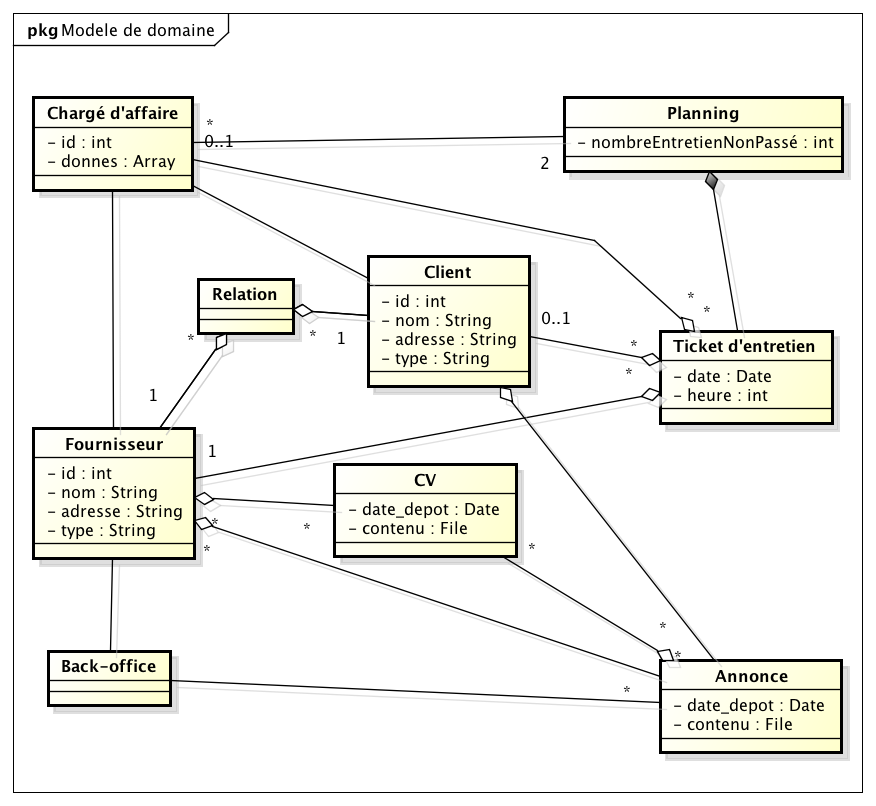 pkg Modele de domaine
Chargé d'affaire
- id : int
- donnes : Array
*
0..1
Planning
- nombreEntretienNonPassé : int
2
Client
- id : int
- nom : String
- adresse : String
- type : String
Relation
*
*
1
1
0..1
*
*
*
*
Ticket d'entretien
- date : Date
- heure : int
Fournisseur
- id : int
- nom : String
- adresse : String
- type : String
1
*
*
*
CV
- date_depot : Date
- contenu : File
*
*
*
*
Back-office
Annonce
- date_depot : Date
- contenu : File